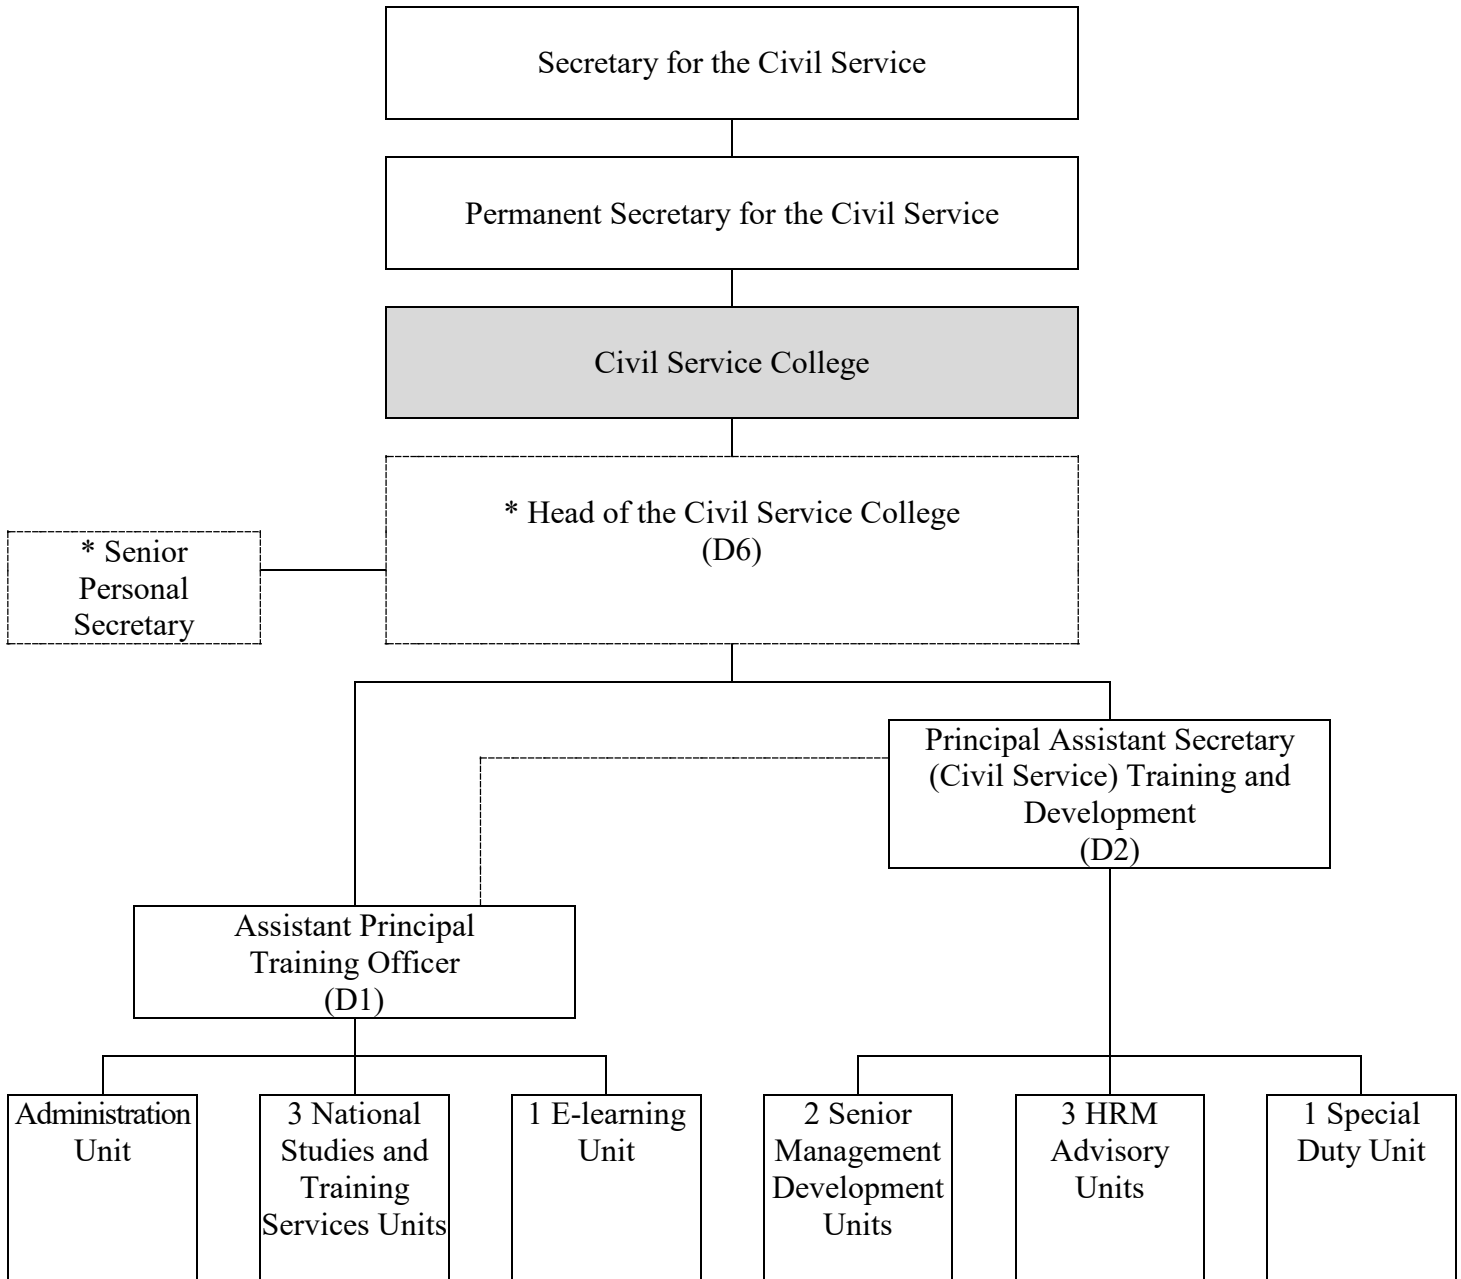 Secretary for the Civil Service
Permanent Secretary for the Civil Service
Civil Service College
* Head of the Civil Service College
(D6)
* Senior
Personal
Secretary
Principal Assistant Secretary
(Civil Service) Training and
Development
(D2)
Assistant Principal
Training Officer
(D1)
Administration
Unit
3 National
Studies and
Training
Services Units
1 E-learning
Unit
2 Senior
Management
Development
Units
3 HRM
Advisory
Units
1 Special
Duty Unit